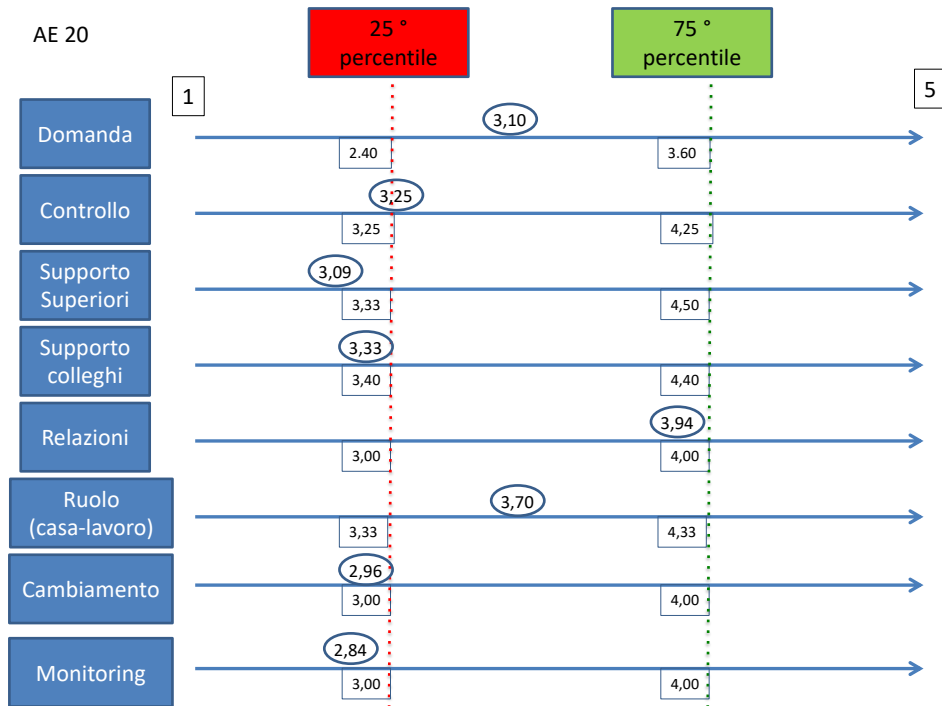 AE 20
25 °
percentile
75 °
percentile
1
5
Domanda
3,10
2.40
3.60
Controllo
3,25
3,25
4,25
Supporto
Superiori
3,09
3,33
4,50
Supporto
colleghi
3,33
3,40
4,40
Relazioni
3,94
3,00
4,00
Ruolo
(casa-lavoro)
3,70
3,33
4,33
Cambiamento
2,96
3,00
4,00
Monitoring
2,84
3,00
4,00